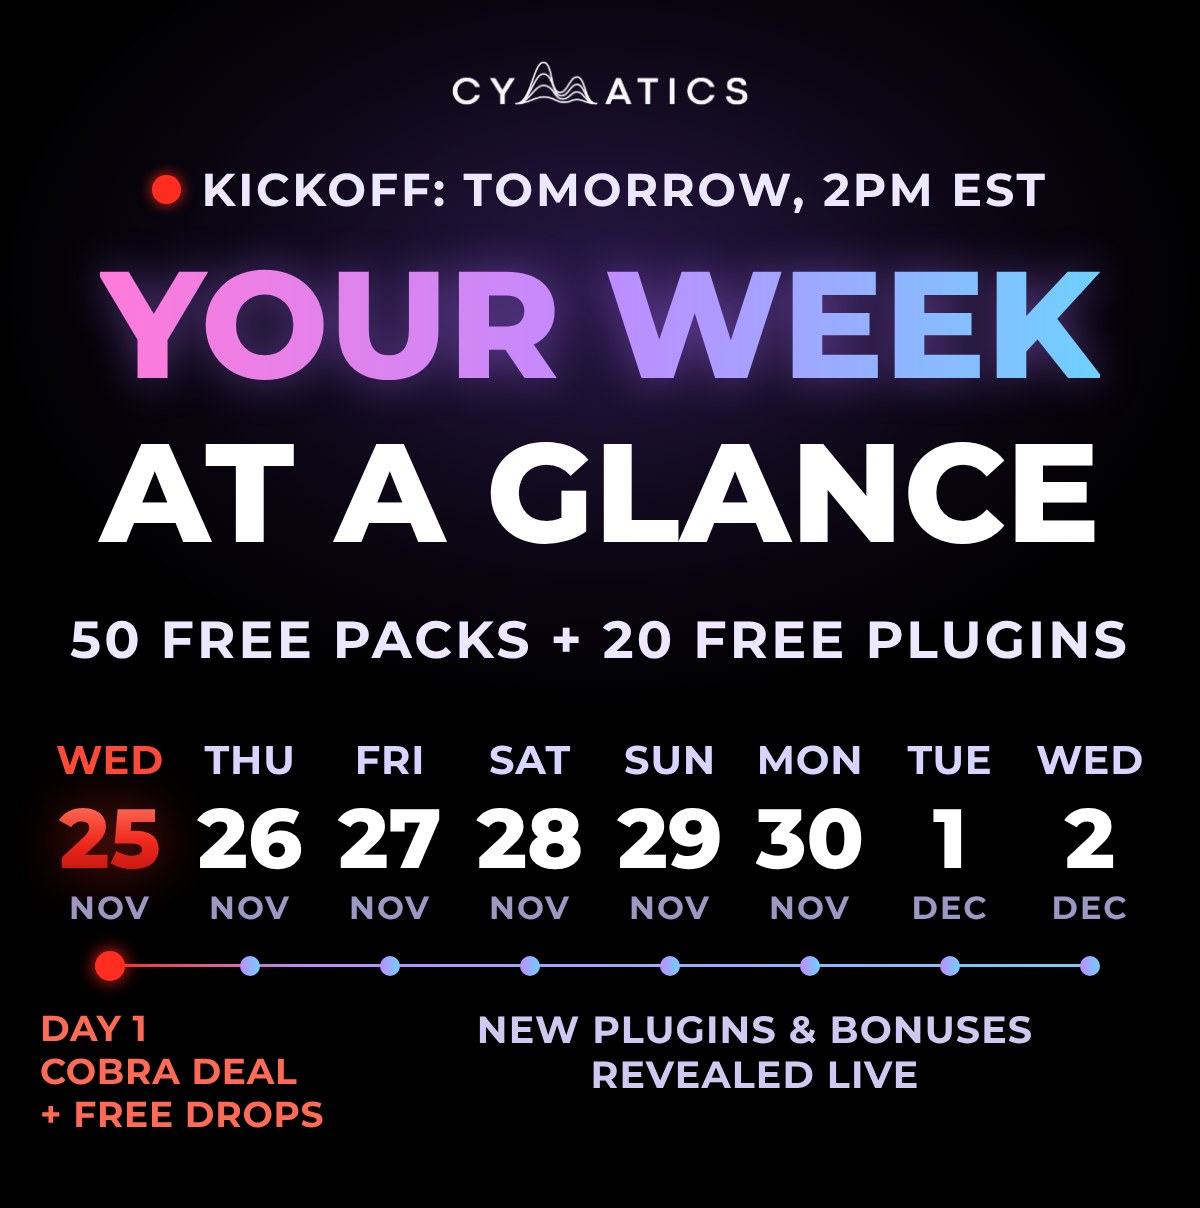 CYMATICS
KICKOFF: TOMORROW, 2PM EST
YOUR WEEK
AT A GLANCE
50 FREE PACKS + 20 FREE PLUGINS
WED THU FRI SAT SUN MON TUE WED
25 26 27 28 29 30 1 2
NOV NOV NOV NOV NOV NOV DEC DEC
DAY 1
COBRA DEAL
+ FREE DROPS
NEW PLUGINS & BONUSES
REVEALED LIVE